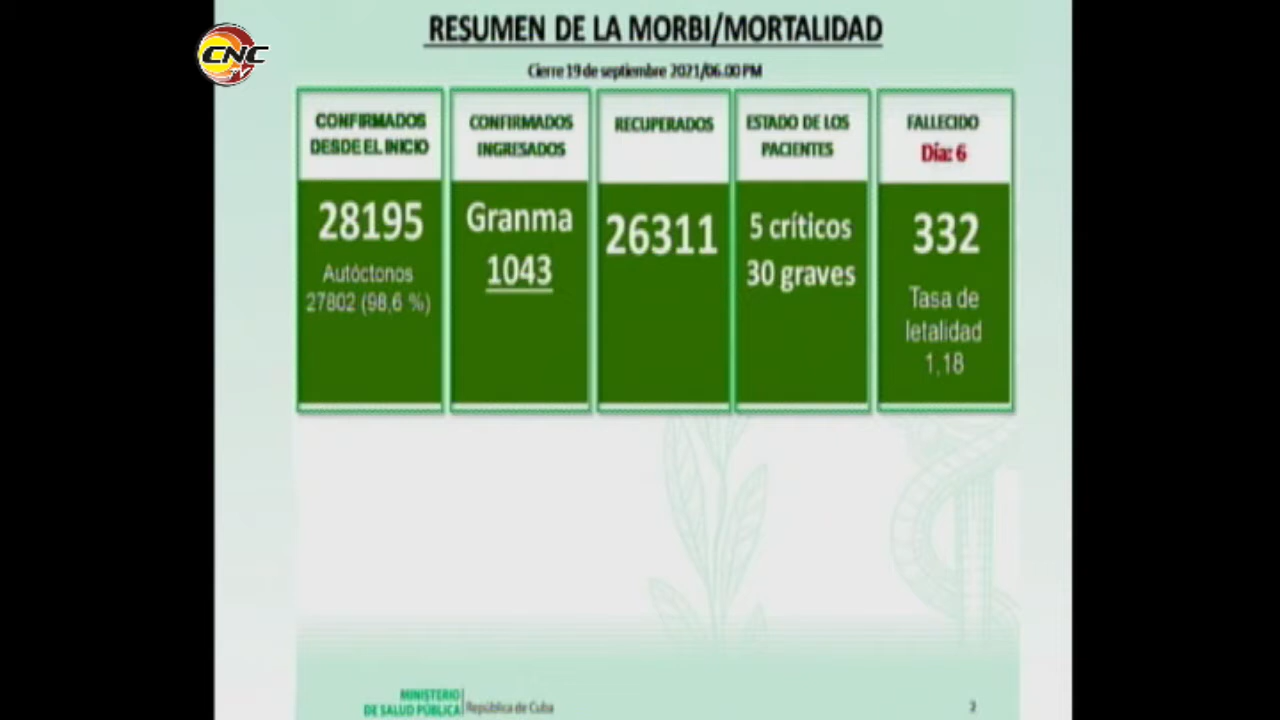 CNC
TV
RESUMEN DE LA MORBI/MORTALIDAD
Cierre 19 de septiembre 2021/06.00 PM
CONFIRMADOS
DESDE EL INICIO
28195
Autóctonos
27802 (98,6 %)
CONFIRMADOS
INGRESADOS
Granma
1043
RECUPERADOS
26311
ESTADO DE LOS
PACIENTES
5 críticos
30 graves
FALLECIDO
Día: 6
332
Tasa de
letalidad
1,18
MINISTERIO
DE SALUD PÚBLICA
República de Cuba
2